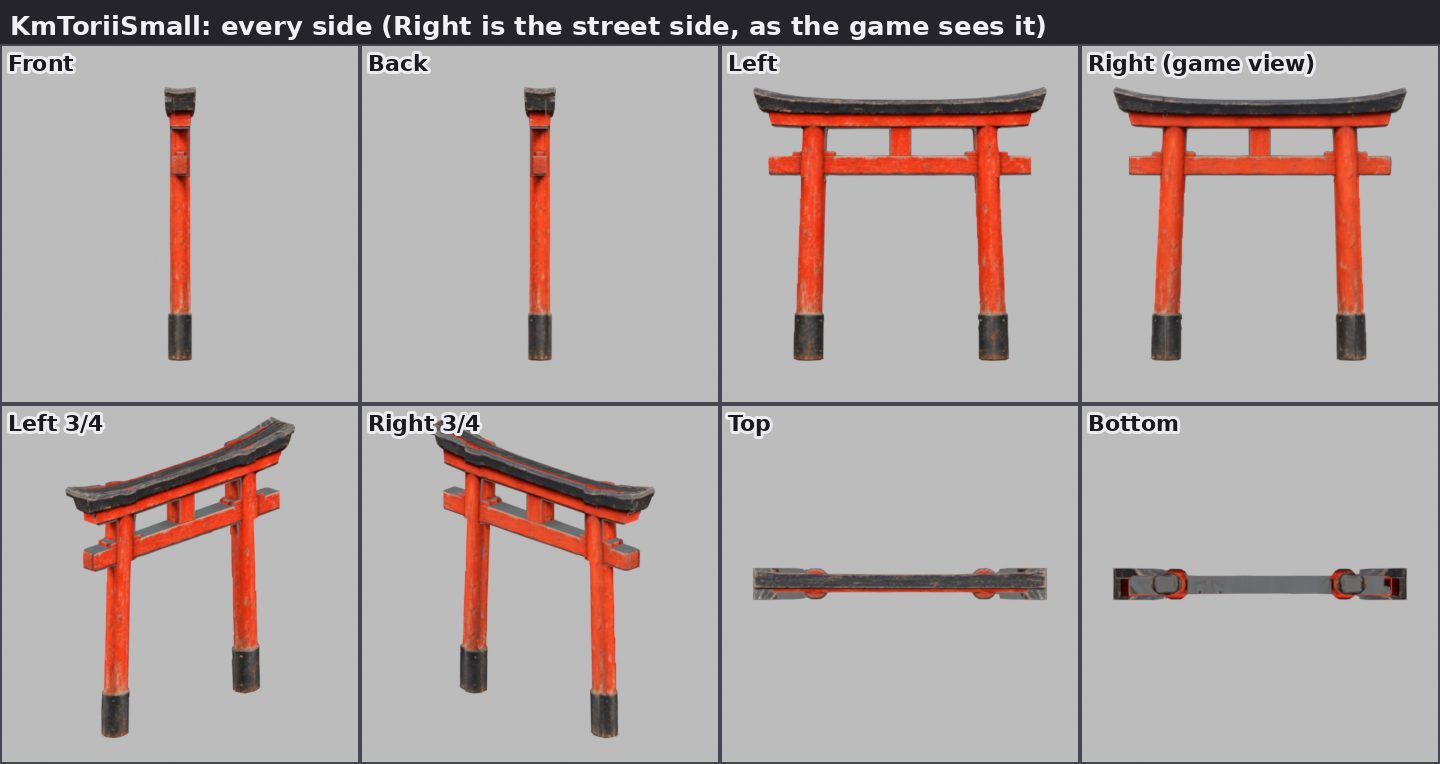 KmToriiSmall: every side (Right is the street side, as the game sees it)
Front
Back
Left
Right (game view)
Left 3/4
Right 3/4
Top
Bottom